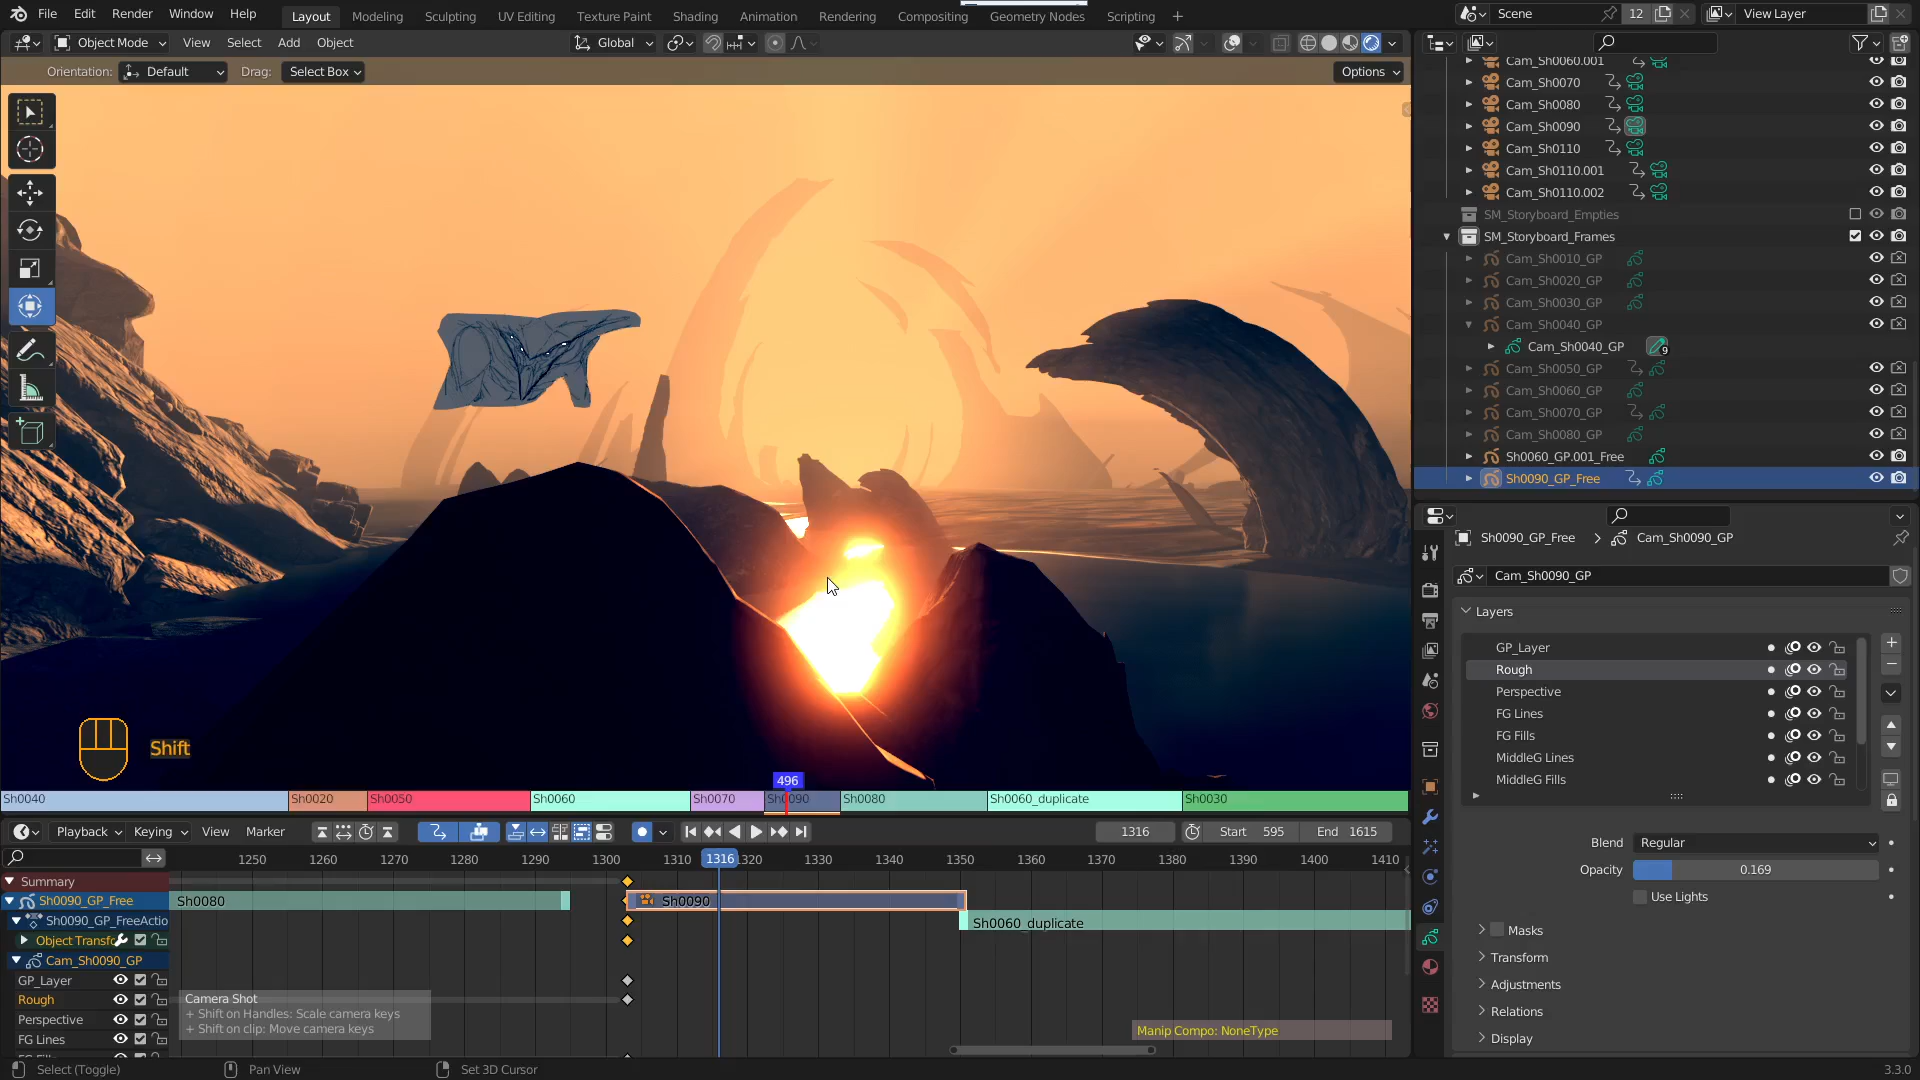 File Edit Render Window Help Layout Modeling Sculpting UV Editing Texture Paint Shading Animation Rendering Compositing Geometry Nodes Scripting + Scene 12 View Layer
Object Mode View Select Add Object Global
Orientation: Default Drag: Select Box Options
Cam_Sh0060.001
Cam_Sh0070
Cam_Sh0080
Cam_Sh0090
Cam_Sh0110
Cam_Sh0110.001
Cam_Sh0110.002
SM_Storyboard_Empties
SM_Storyboard_Frames
Cam_Sh0010_GP
Cam_Sh0020_GP
Cam_Sh0030_GP
Cam_Sh0040_GP
Cam_Sh0040_GP 9
Cam_Sh0050_GP
Cam_Sh0060_GP
Cam_Sh0070_GP
Cam_Sh0080_GP
Sh0060_GP.001_Free
Sh0090_GP_Free
Sh0090_GP_Free > Cam_Sh0090_GP
Cam_Sh0090_GP
Layers
GP_Layer
Rough
Perspective
FG Lines
FG Fills
MiddleG Lines
MiddleG Fills
Blend Regular
Opacity 0.169
Use Lights
Masks
Transform
Adjustments
Relations
Display
Shift
496
Sh0040 Sh0020 Sh0050 Sh0060 Sh0070 Sh0090 Sh0080 Sh0060_duplicate Sh0030
Playback Keying View Marker 1316 Start 595 End 1615
1250 1260 1270 1280 1290 1300 1310 1316 1320 1330 1340 1350 1360 1370 1380 1390 1400 1410
Summary
Sh0090_GP_Free Sh0080 Sh0090
Sh0090_GP_FreeActio Sh0060_duplicate
Object Transfo
Cam_Sh0090_GP
GP_Layer
Rough
Perspective
FG Lines
Camera Shot
+ Shift on Handles: Scale camera keys
+ Shift on clip: Move camera keys
Manip Compo: NoneType
Select (Toggle) Pan View Set 3D Cursor 3.3.0